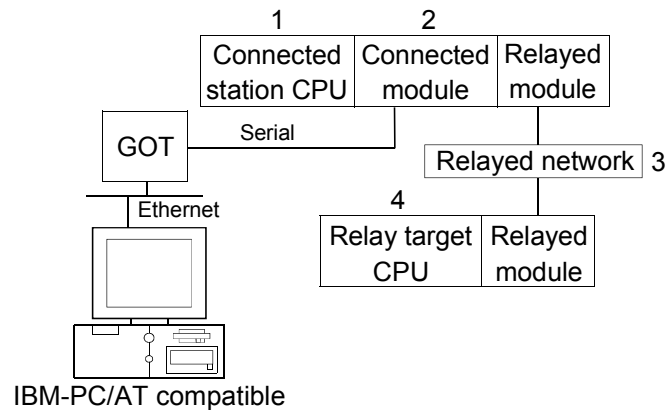 1 2
Connected Connected Relayed
station CPU module module
Serial
GOT
Relayed network 3
Ethernet
4
Relay target Relayed
CPU module
IBM-PC/AT compatible